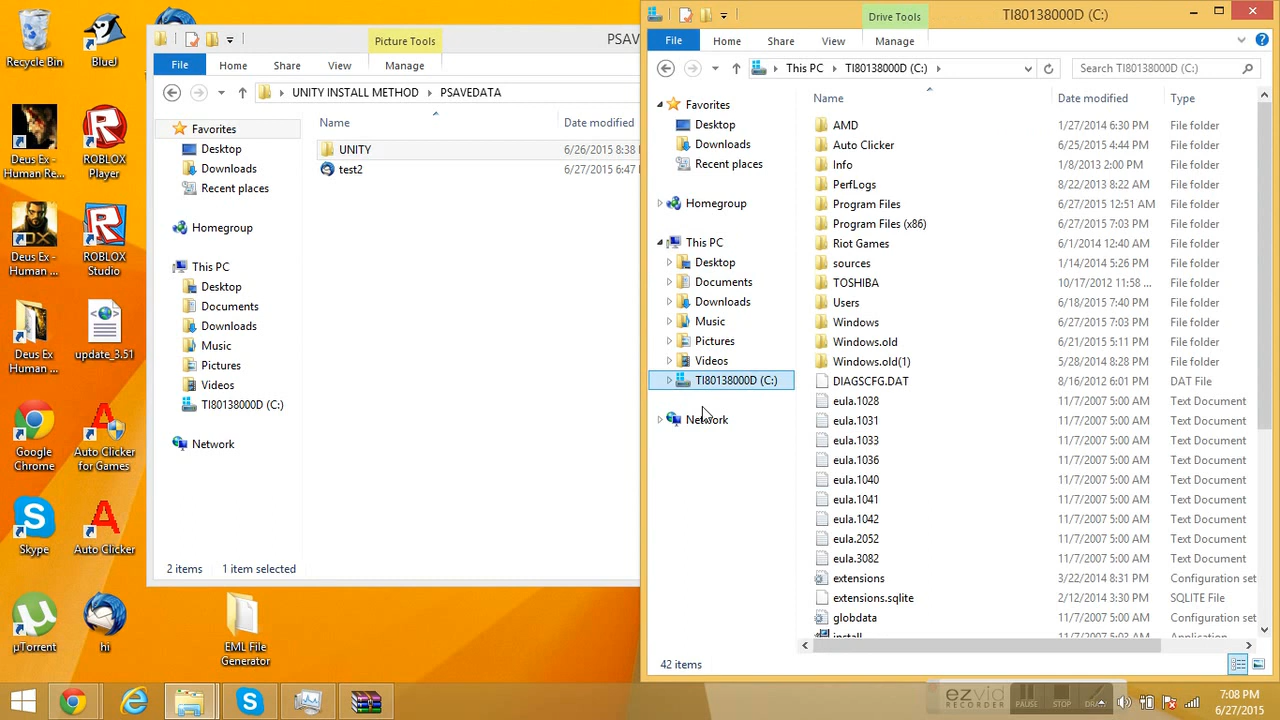 Recycle Bin
BlueJ
Deus Ex -
Human Re...
ROBLOX
Player
Deus Ex -
Human ...
ROBLOX
Studio
Deus Ex
Human ...
update_3.51
Google
Chrome
Auto Clicker
for Games
Skype
Auto Clicker
µTorrent
hi
EML File
Generator
Picture Tools
PSAVE
File
Home
Share
View
Manage
UNITY INSTALL METHOD
PSAVEDATA
Name
Date modified
Favorites
Desktop
Downloads
Recent places
Homegroup
This PC
Desktop
Documents
Downloads
Music
Pictures
Videos
TI80138000D (C:)
Network
UNITY
6/26/2015 8:38
test2
6/27/2015 6:47
2 items
1 item selected
Drive Tools
TI80138000D (C:)
File
Home
Share
View
Manage
This PC
TI80138000D (C:)
Search TI80138000D (C:)
Favorites
Desktop
Downloads
Recent places
Homegroup
This PC
Desktop
Documents
Downloads
Music
Pictures
Videos
TI80138000D (C:)
Network
Name Date modified Type
AMD 1/27/2014 6:30 PM File folder
Auto Clicker 6/25/2015 4:44 PM File folder
Info 1/8/2013 2:00 PM File folder
PerfLogs 8/22/2013 8:22 AM File folder
Program Files 6/27/2015 12:51 AM File folder
Program Files (x86) 6/27/2015 7:03 PM File folder
Riot Games 6/1/2014 12:40 AM File folder
sources 1/14/2014 5:26 PM File folder
TOSHIBA 10/17/2012 11:58 ... File folder
Users 6/18/2015 7:40 PM File folder
Windows 6/27/2015 7:03 PM File folder
Windows.old 6/21/2015 5:11 PM File folder
Windows.old(1) 5/28/2014 8:35 PM File folder
DIAGSCFG.DAT 8/16/2012 6:01 PM DAT File
eula.1028 11/7/2007 5:00 AM Text Document
eula.1031 11/7/2007 5:00 AM Text Document
eula.1033 11/7/2007 5:00 AM Text Document
eula.1036 11/7/2007 5:00 AM Text Document
eula.1040 11/7/2007 5:00 AM Text Document
eula.1041 11/7/2007 5:00 AM Text Document
eula.1042 11/7/2007 5:00 AM Text Document
eula.2052 11/7/2007 5:00 AM Text Document
eula.3082 11/7/2007 5:00 AM Text Document
extensions 3/22/2014 8:31 PM Configuration set
extensions.sqlite 2/12/2014 3:30 PM SQLITE File
globdata 11/7/2007 5:00 AM Configuration set
install 11/7/2007 5:03 AM Application
42 items
ezvid
RECORDER
PAUSE
STOP
DRAW
7:08 PM
6/27/2015